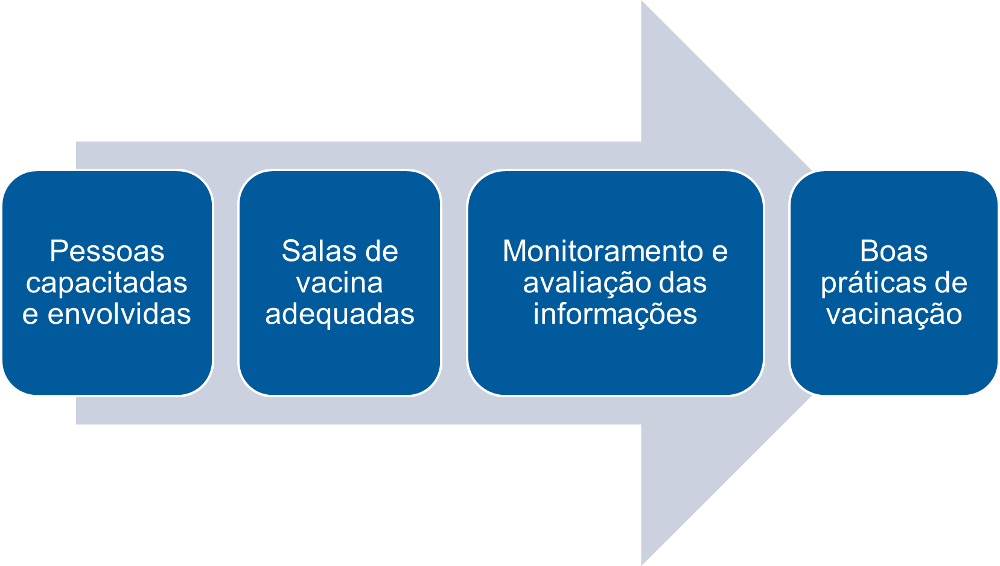 Pessoas
capacitadas
e envolvidas
Salas de
vacina
adequadas
Monitoramento e
avaliação das
informações
Boas
práticas de
vacinação